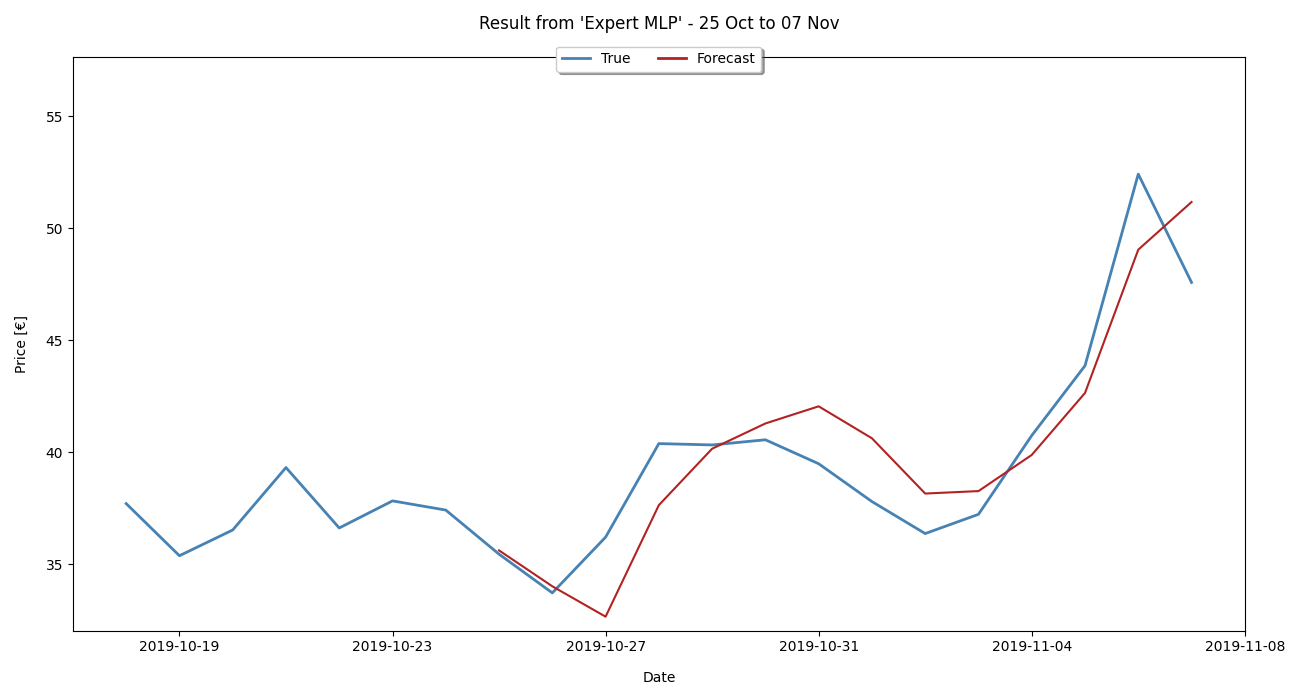 Result from 'Expert MLP' - 25 Oct to 07 Nov
True Forecast
55
50
45
40
35
Price [€]
2019-10-19 2019-10-23 2019-10-27 2019-10-31 2019-11-04 2019-11-08
Date